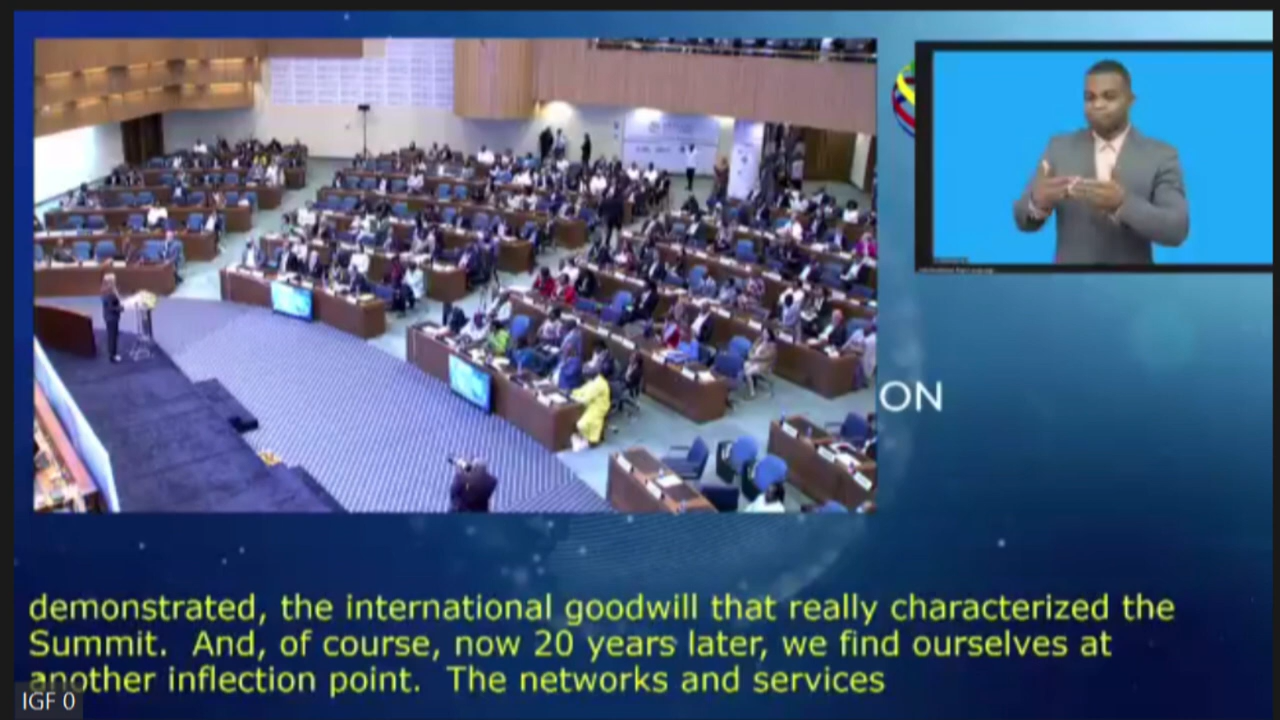 ON
demonstrated, the international goodwill that really characterized the
Summit.  And, of course, now 20 years later, we find ourselves at
another inflection point.  The networks and services
IGF 0